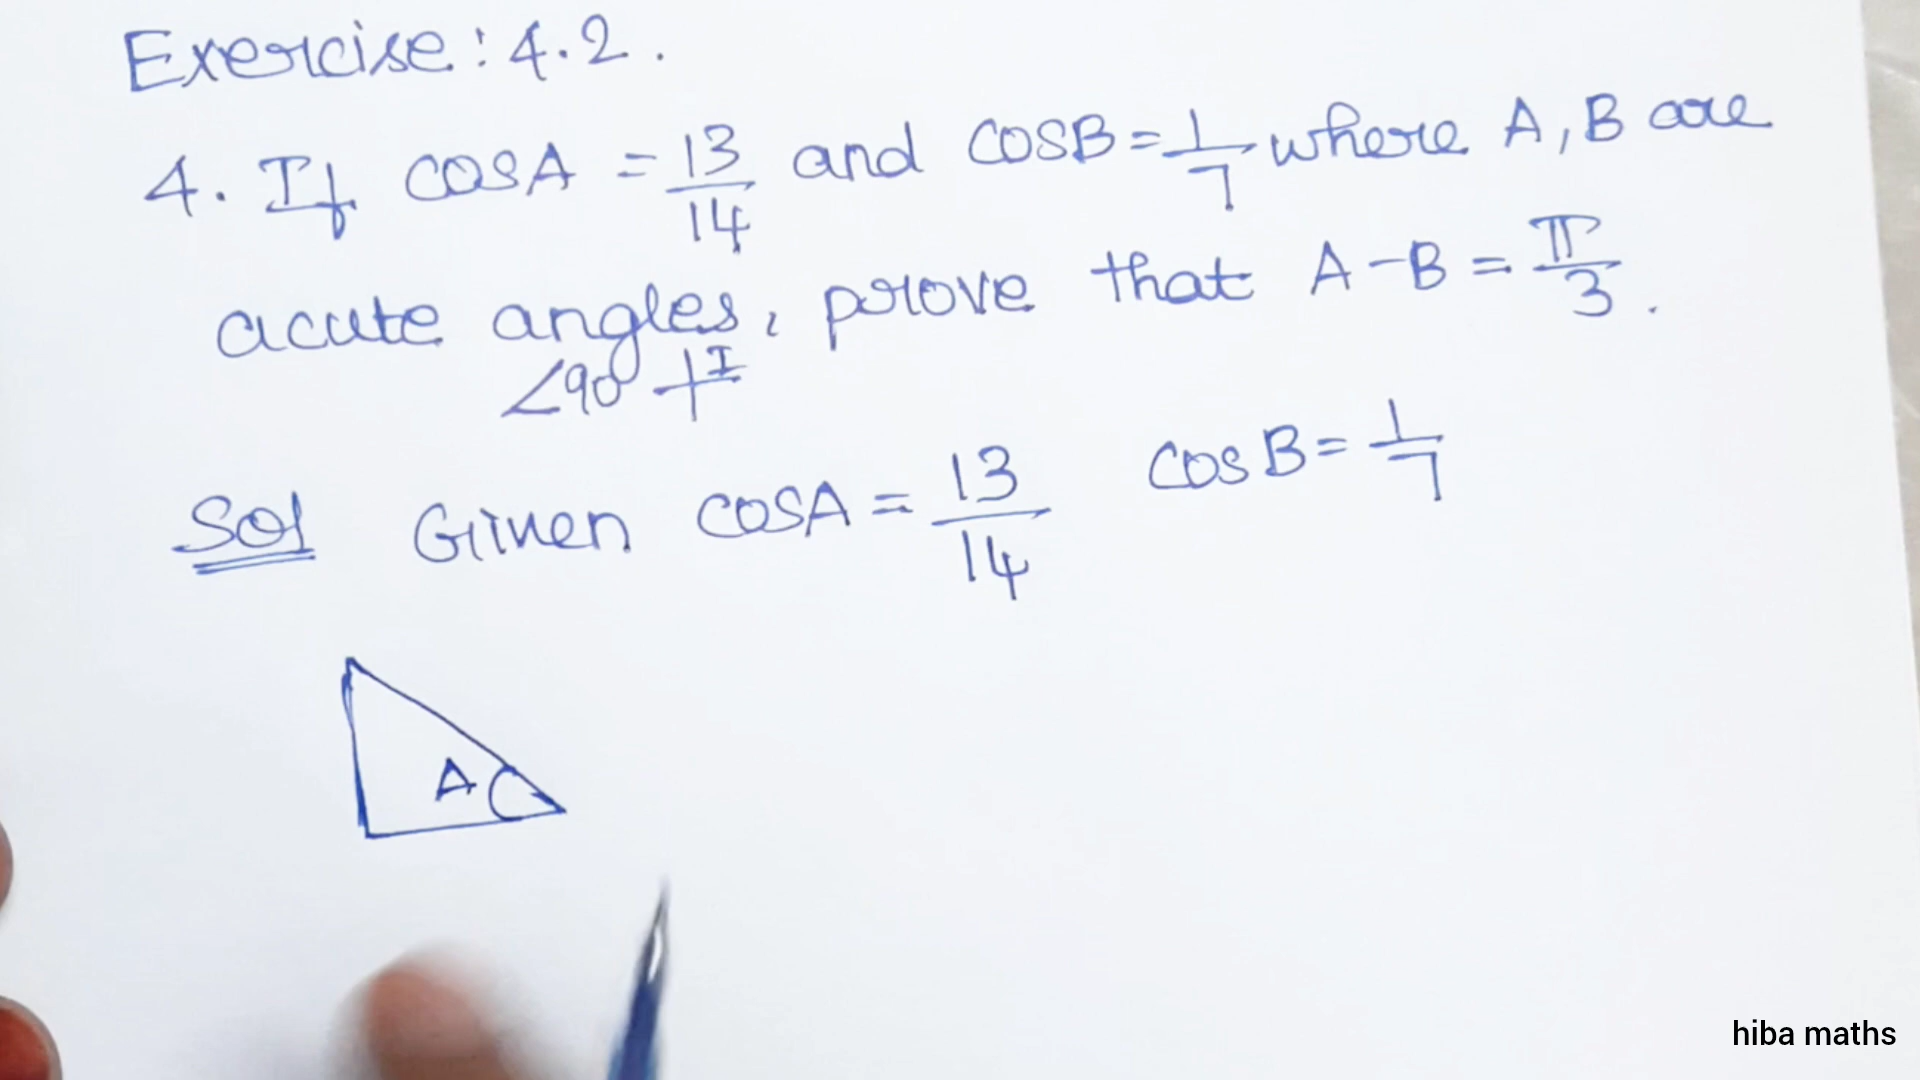 Exercise: 4.2.
4. If cosA = 13/14 and cosB = 1/7 where A, B are
acute angles, prove that A-B = π/3.
<90° + I
Sol Given cosA = 13/14 cosB = 1/7
A
hiba maths